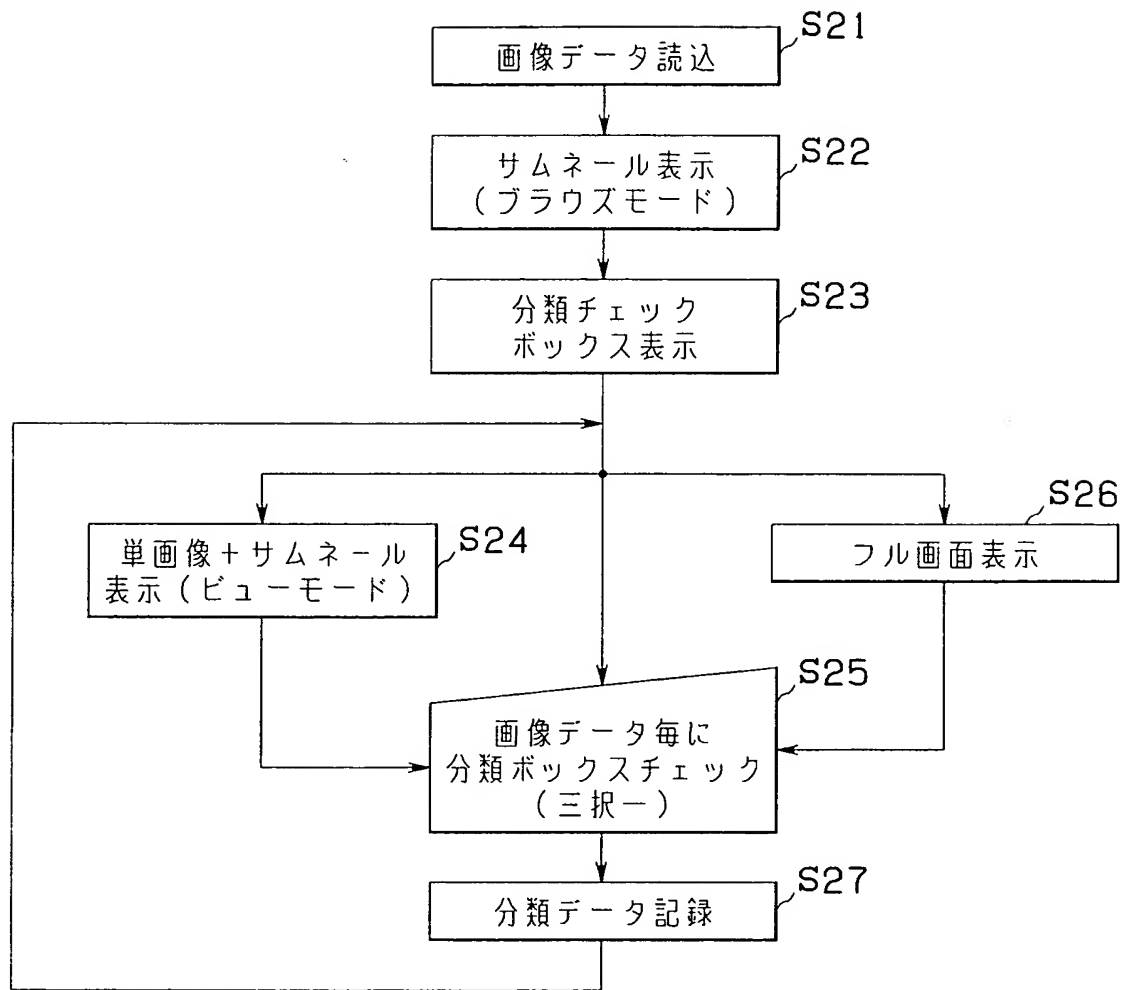 S21
画像データ読込
S22
サムネール表示
(ブラウズモード)
S23
分類チェック
ボックス表示
S24
単画像+サムネール
表示(ビューモード)
S26
フル画面表示
S25
画像データ毎に
分類ボックスチェック
(三択一)
S27
分類データ記録